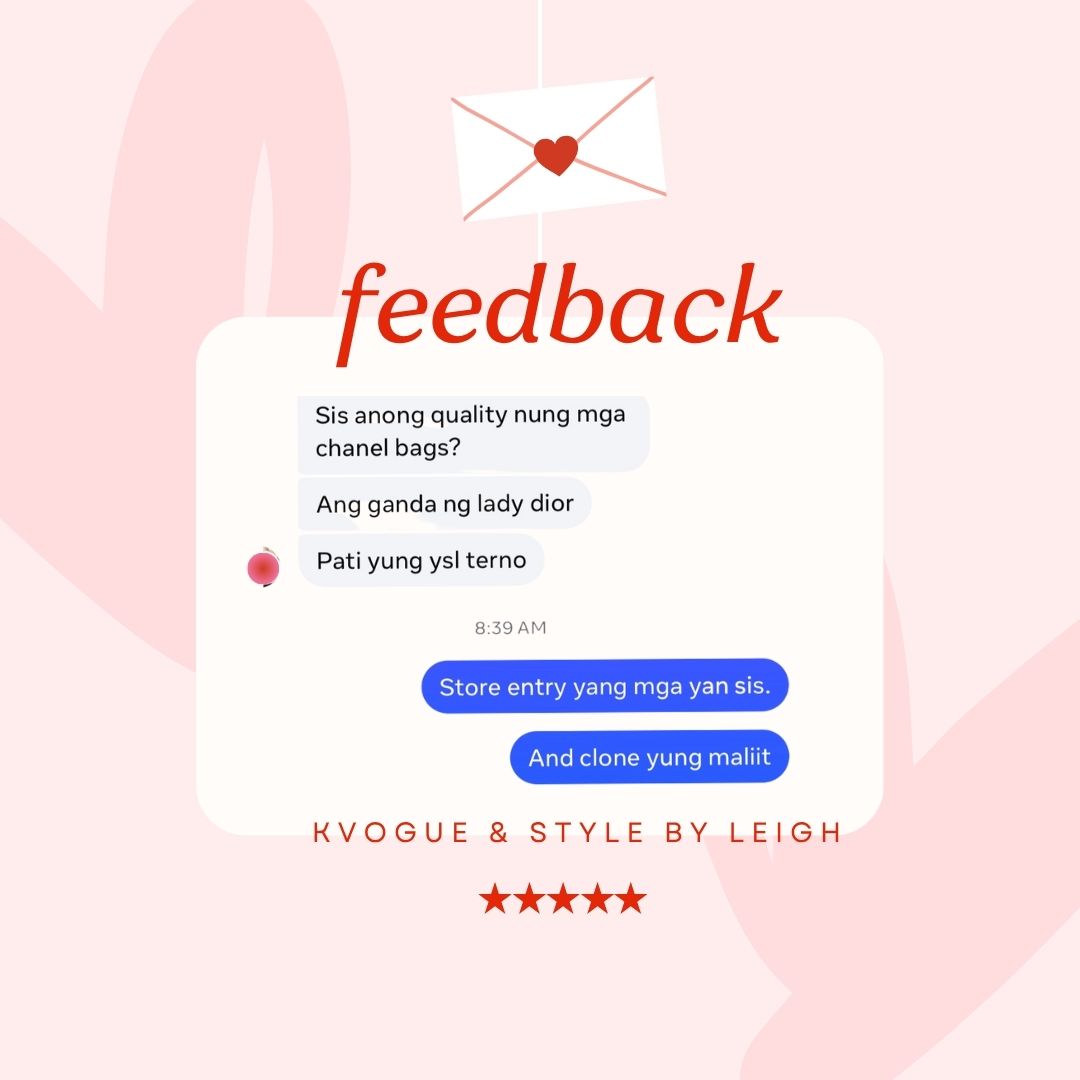 feedback
Sis anong quality nung mga
chanel bags?
Ang ganda ng lady dior
Pati yung ysl terno
8:39 AM
Store entry yang mga yan sis.
And clone yung maliit
KVOGUE & STYLE BY LEIGH